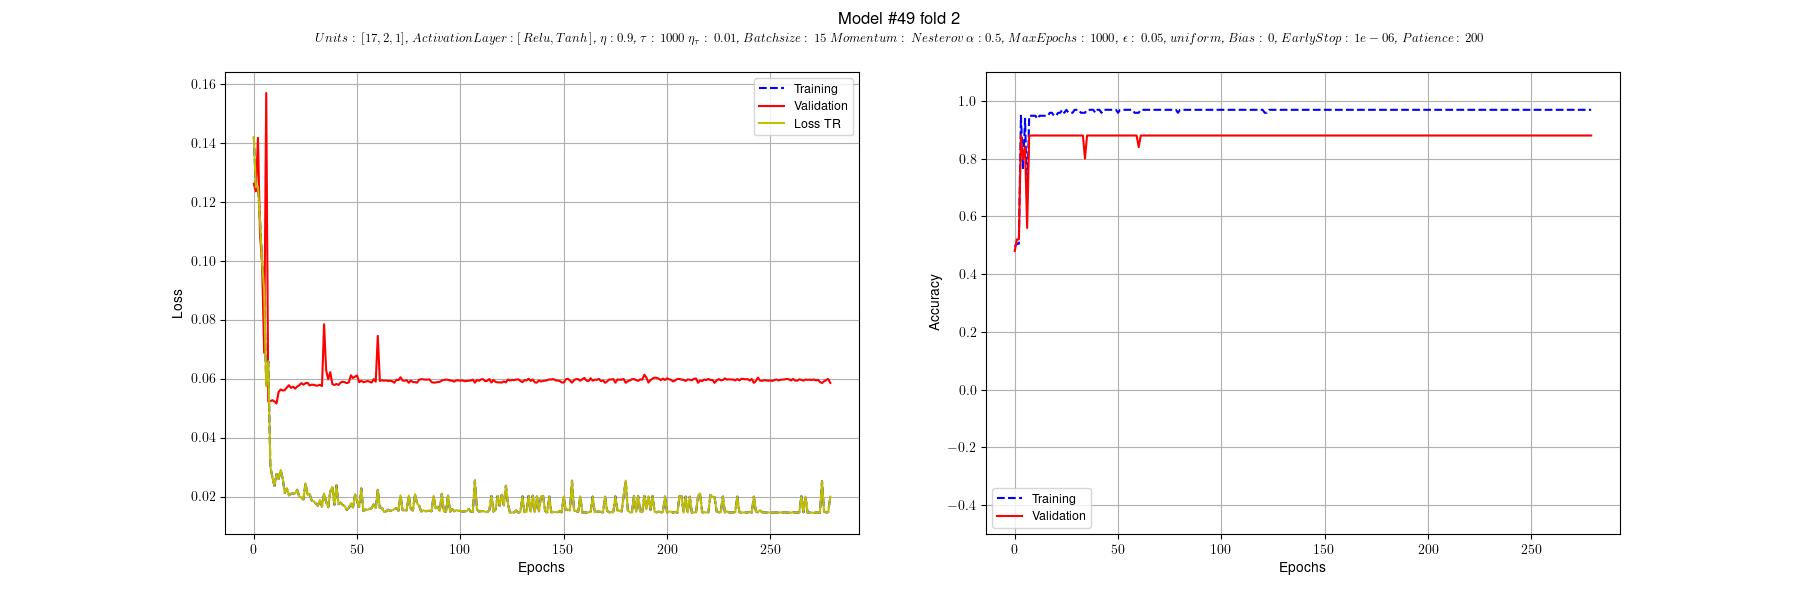 Model #49 fold 2
Units : [17, 2, 1], ActivationLayer : [ Relu, Tanh ], η : 0.9, τ : 1000 ητ : 0.01, Batchsize : 15 Momentum : Nesterov α : 0.5, MaxEpochs : 1000, ϵ : 0.05, uniform, Bias : 0, EarlyStop : 1e − 06, Patience : 200
Training
Validation
Loss TR
0.16
0.14
0.12
0.10
0.08
0.06
0.04
0.02
Loss
0 50 100 150 200 250
Epochs
1.0
0.8
0.6
0.4
0.2
0.0
−0.2
−0.4
Accuracy
Training
Validation
0 50 100 150 200 250
Epochs